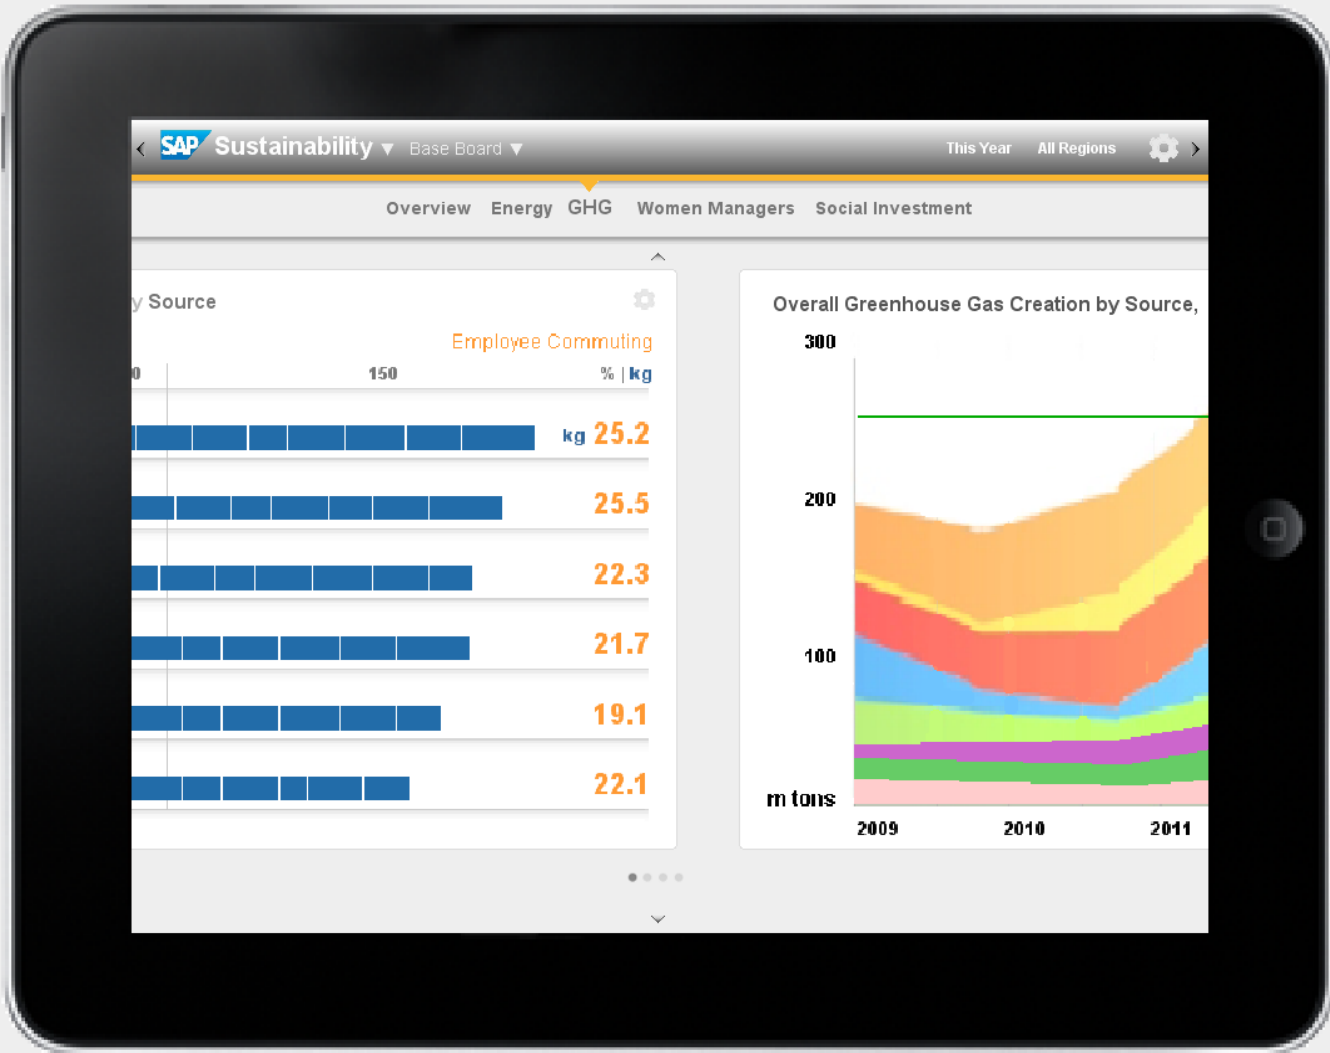 SAP Sustainability ▼ Base Board ▼ This Year All Regions
Overview Energy GHG Women Managers Social Investment
y Source
Employee Commuting
0 150 % | kg
kg 25.2
25.5
22.3
21.7
19.1
22.1
Overall Greenhouse Gas Creation by Source,
300
200
100
m tons
2009 2010 2011